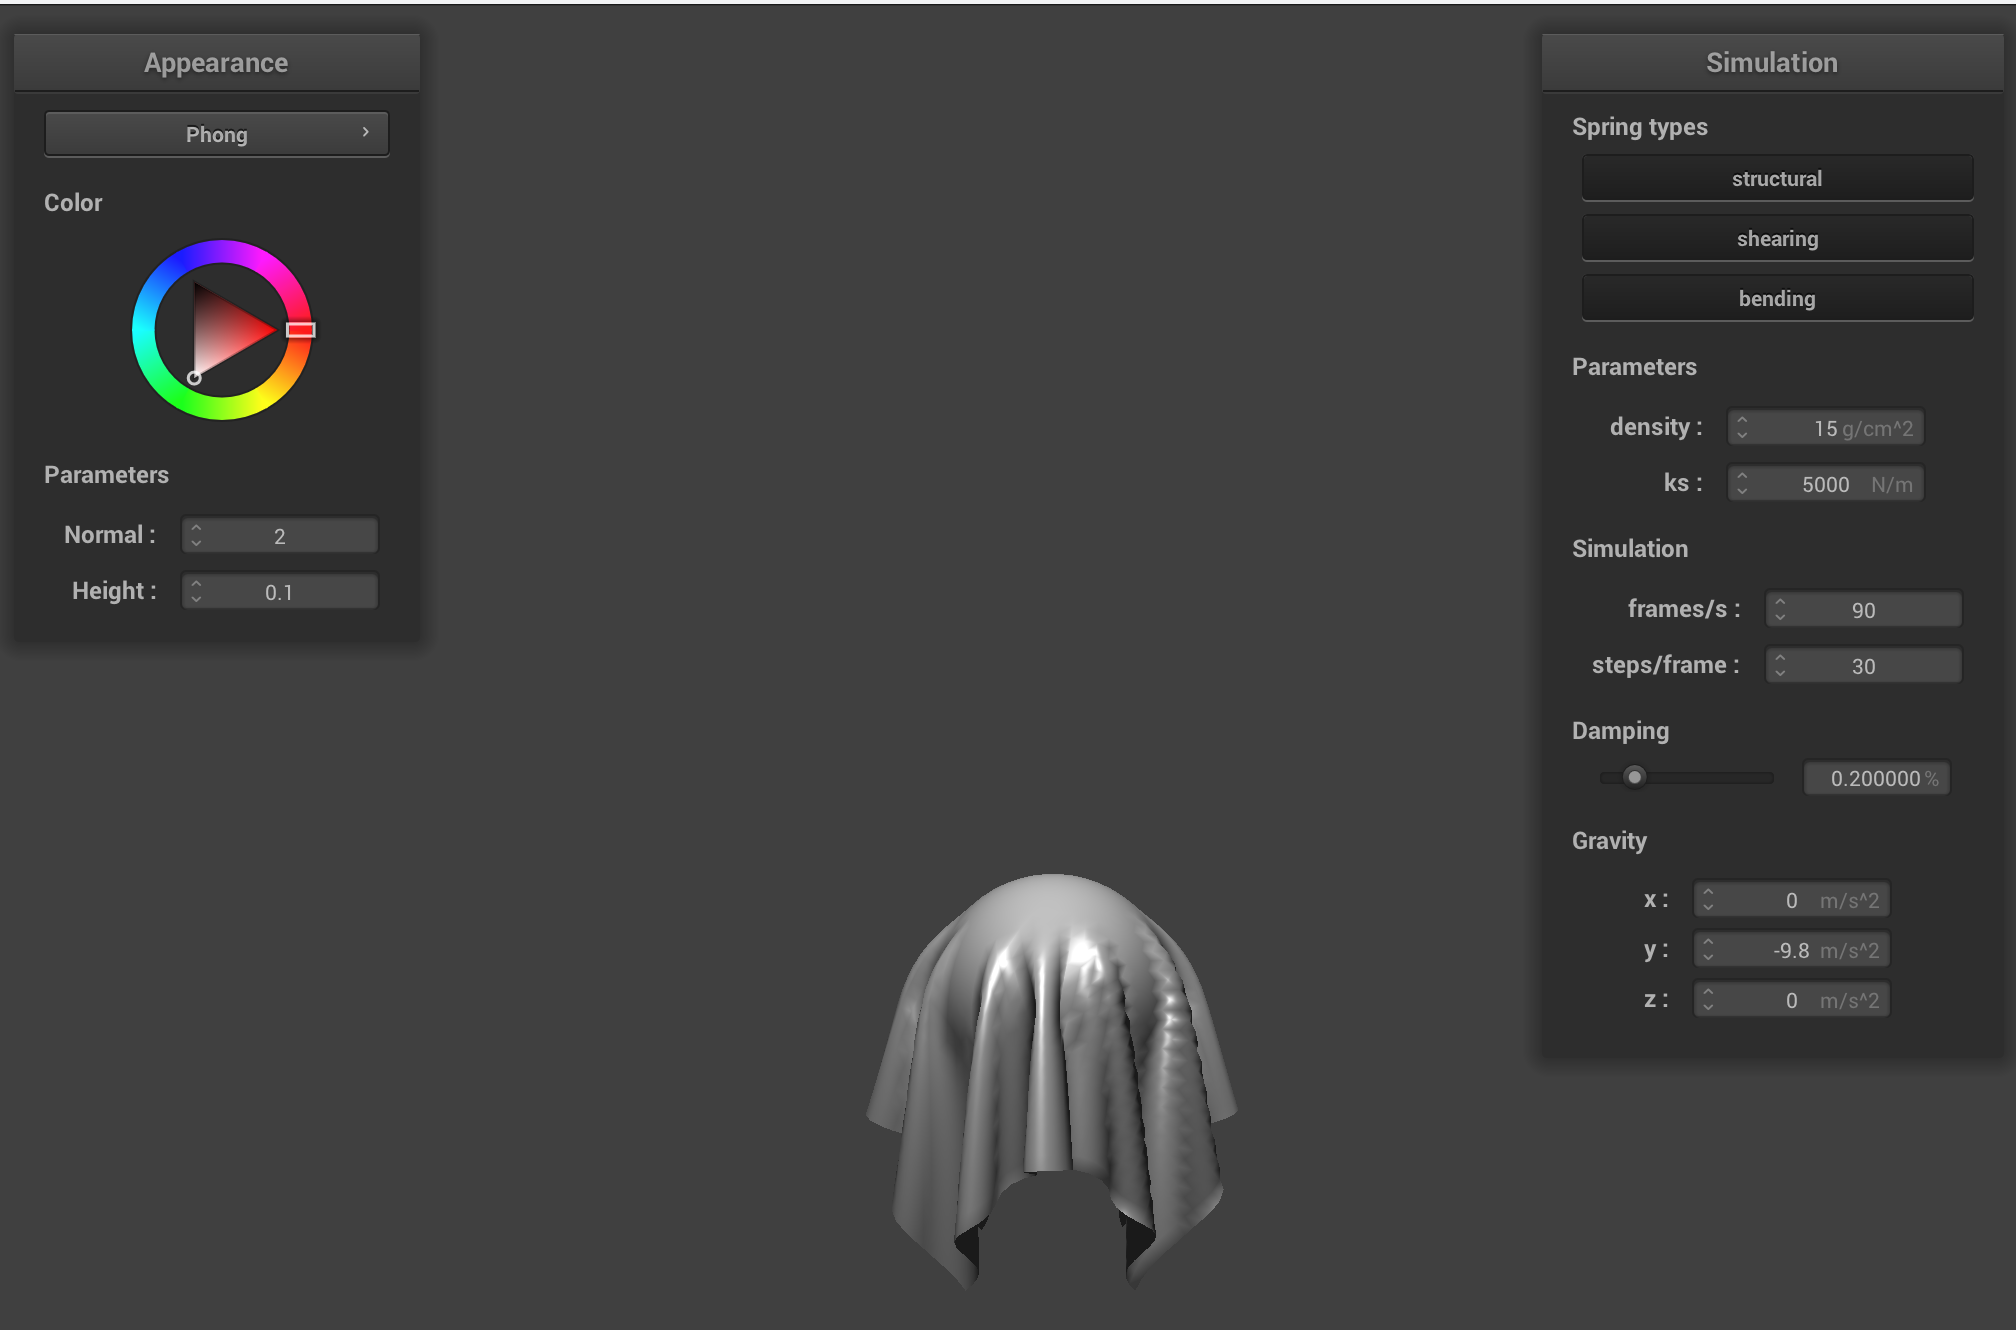 Appearance
Phong
Color
Parameters
Normal : 2
Height : 0.1
Simulation
Spring types
structural
shearing
bending
Parameters
density : 15 g/cm^2
ks : 5000 N/m
Simulation
frames/s : 90
steps/frame : 30
Damping
0.200000 %
Gravity
x : 0 m/s^2
y : -9.8 m/s^2
z : 0 m/s^2